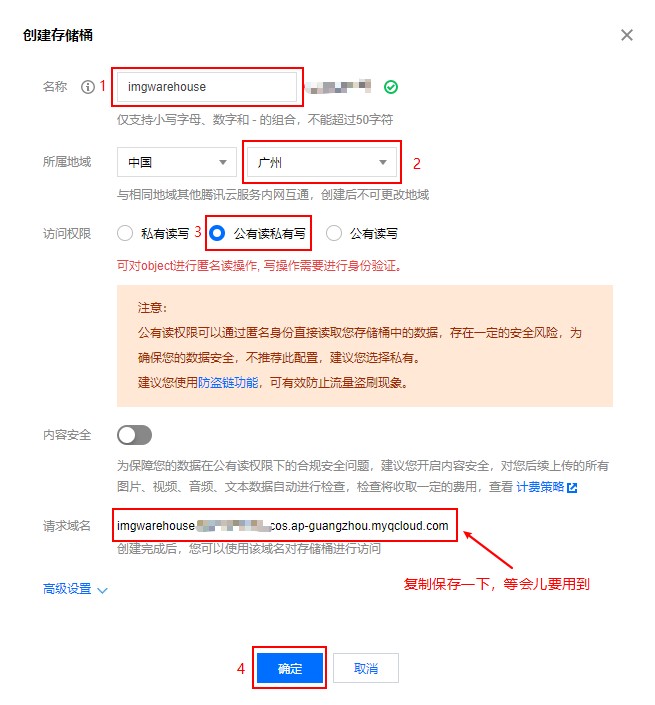 创建存储桶
名称 1 imgwarehouse
仅支持小写字母、数字和 - 的组合，不能超过50字符
所属地域 中国 广州 2
与相同地域其他腾讯云服务内网互通，创建后不可更改地域
访问权限 私有读写 3 公有读私有写 公有读写
可对object进行匿名读操作, 写操作需要进行身份验证。
注意：
公有读权限可以通过匿名身份直接读取您存储桶中的数据，存在一定的安全风险，为
确保您的数据安全，不推荐此配置，建议您选择私有。
建议您使用防盗链功能，可有效防止流量盗刷现象。
内容安全
为保障您的数据在公有读权限下的合规安全问题，建议您开启内容安全，对您后续上传的所有
图片、视频、音频、文本数据自动进行检查，检查将收取一定的费用，查看 计费策略
请求域名 imgwarehouse cos.ap-guangzhou.myqcloud.com
创建完成后，您可以使用该域名对存储桶进行访问
高级设置
复制保存一下，等会儿要用到
4 确定 取消